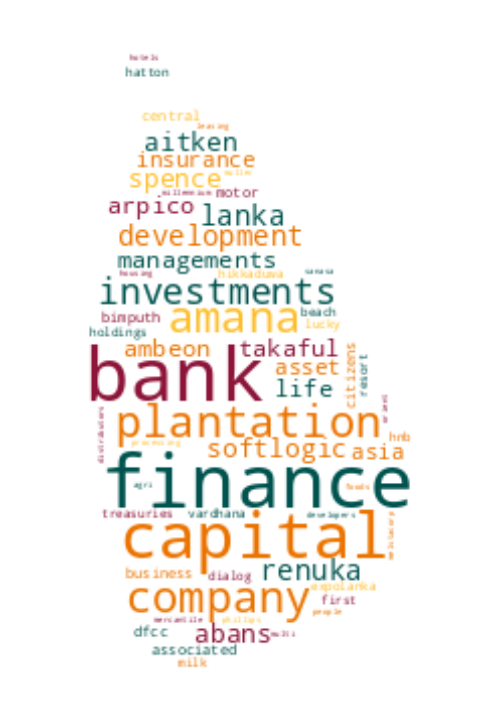 hotels
hatton
central
leasing
aitken
insurance
spence
millennium motor
arpico lanka
development
managements
housing hikkaduwa sanasa
investments
bimputh amana beach
lucky
holdings
ambeon takaful
citizens
resort
bank asset
life
plantation
distributors
hnb
processing softlogic asia
finance
agri foods
treasuries vardhana developers
capital
business dialog renuka
expolanka
company first
people
mercantile phillips
dfcc abans multi
associated
milk